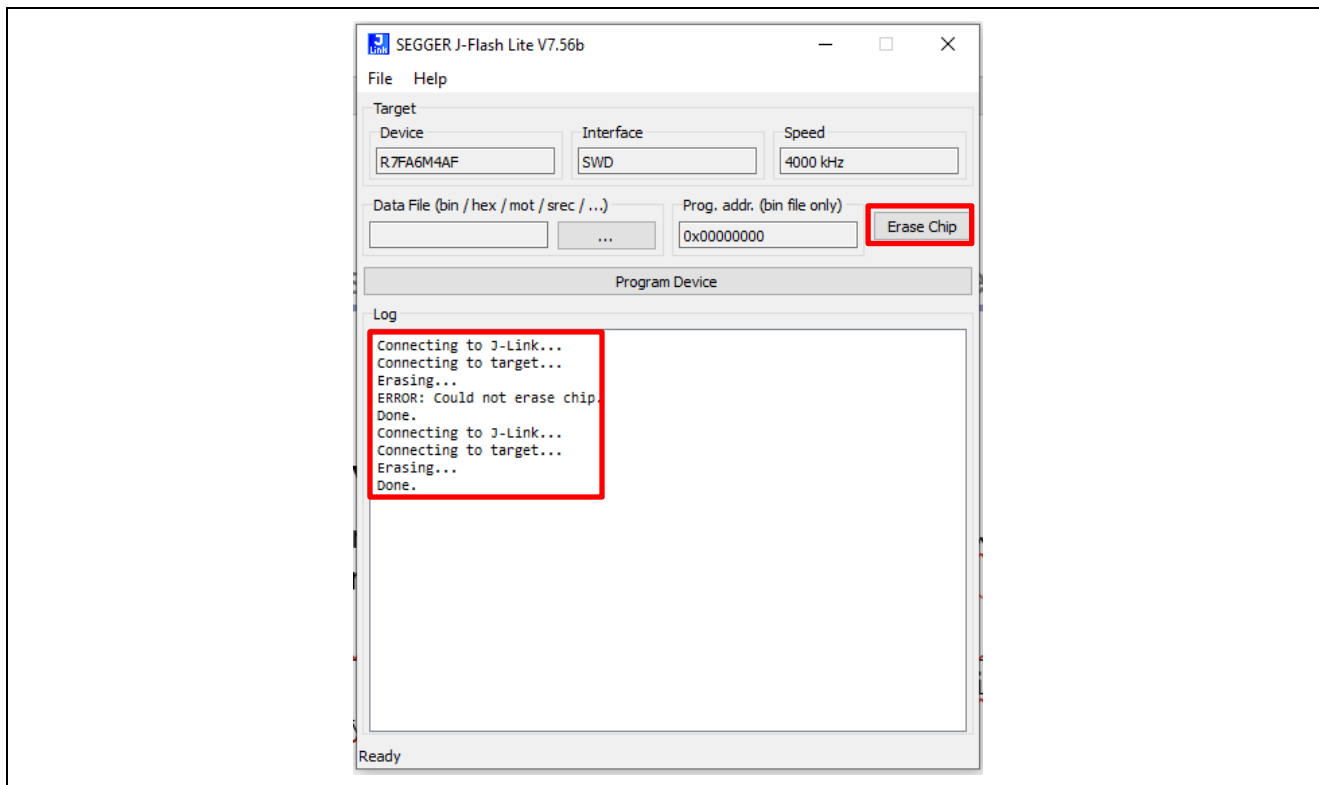 SEGGER J-Flash Lite V7.56b
File Help
Target
Device Interface Speed
R7FA6M4AF SWD 4000 kHz
Data File (bin / hex / mot / srec / ...) Prog. addr. (bin file only)
... 0x00000000 Erase Chip
Program Device
Log
Connecting to J-Link...
Connecting to target...
Erasing...
ERROR: Could not erase chip.
Done.
Connecting to J-Link...
Connecting to target...
Erasing...
Done.
Ready